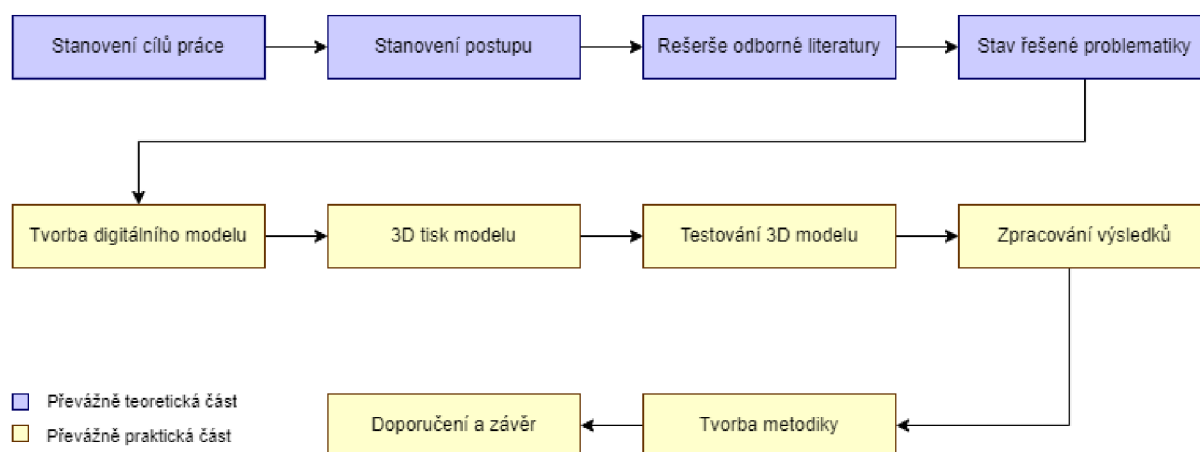 Stanovení cílů práce
Stanovení postupu
Rešerše odborné literatury
Stav řešené problematiky
Tvorba digitálního modelu
3D tisk modelu
Testování 3D modelu
Zpracování výsledků
Převážně teoretická část
Převážně praktická část
Doporučení a závěr
Tvorba metodiky